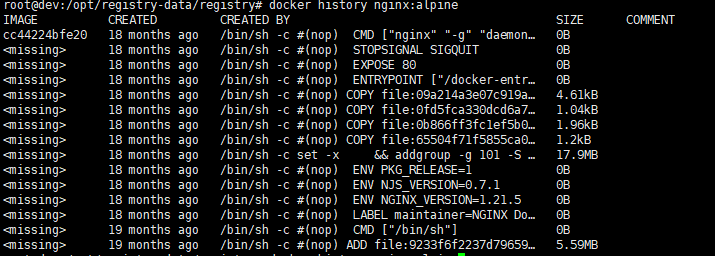 root@dev:/opt/registry-data/registry# docker history nginx:alpine
IMAGE CREATED CREATED BY SIZE COMMENT
cc44224bfe20 18 months ago /bin/sh -c #(nop) CMD ["nginx" "-g" "daemon… 0B
<missing> 18 months ago /bin/sh -c #(nop) STOPSIGNAL SIGQUIT 0B
<missing> 18 months ago /bin/sh -c #(nop) EXPOSE 80 0B
<missing> 18 months ago /bin/sh -c #(nop) ENTRYPOINT ["/docker-entr… 0B
<missing> 18 months ago /bin/sh -c #(nop) COPY file:09a214a3e07c919a… 4.61kB
<missing> 18 months ago /bin/sh -c #(nop) COPY file:0fd5fca330dcd6a7… 1.04kB
<missing> 18 months ago /bin/sh -c #(nop) COPY file:0b866ff3fc1ef5b0… 1.96kB
<missing> 18 months ago /bin/sh -c #(nop) COPY file:65504f71f5855ca0… 1.2kB
<missing> 18 months ago /bin/sh -c set -x && addgroup -g 101 -S … 17.9MB
<missing> 18 months ago /bin/sh -c #(nop) ENV PKG_RELEASE=1 0B
<missing> 18 months ago /bin/sh -c #(nop) ENV NJS_VERSION=0.7.1 0B
<missing> 18 months ago /bin/sh -c #(nop) ENV NGINX_VERSION=1.21.5 0B
<missing> 18 months ago /bin/sh -c #(nop) LABEL maintainer=NGINX Do… 0B
<missing> 19 months ago /bin/sh -c #(nop) CMD ["/bin/sh"] 0B
<missing> 19 months ago /bin/sh -c #(nop) ADD file:9233f6f2237d79659… 5.59MB